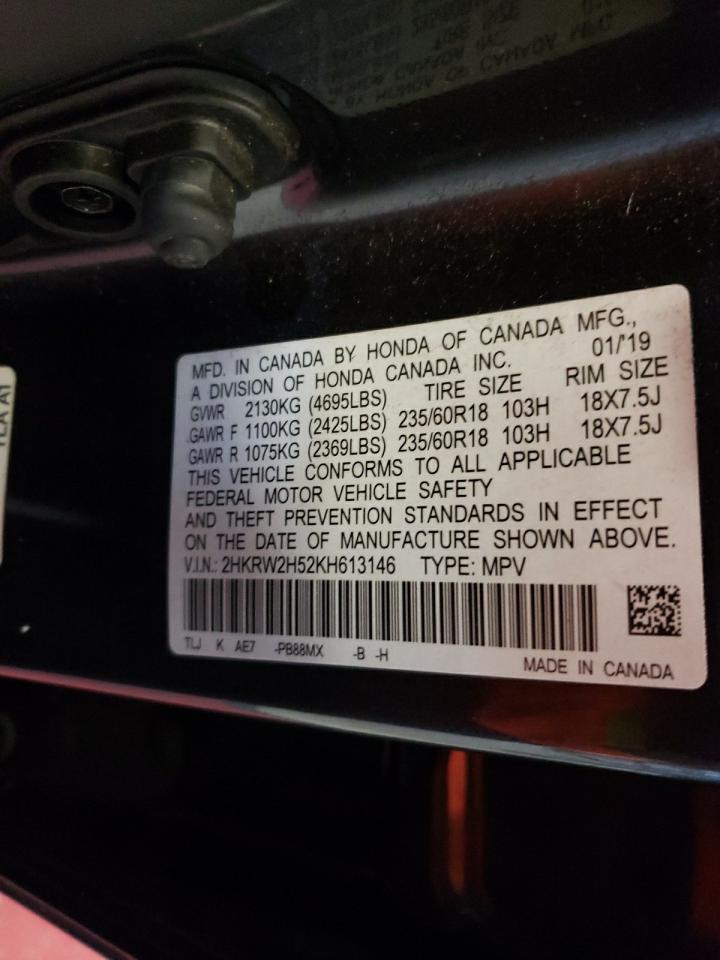 MFD. IN CANADA BY HONDA OF CANADA MFG.,
A DIVISION OF HONDA CANADA INC. 01/'19
GVWR 2130KG (4695LBS) TIRE SIZE RIM SIZE
GAWR F 1100KG (2425LBS) 235/60R18 103H 18X7.5J
GAWR R 1075KG (2369LBS) 235/60R18 103H 18X7.5J
THIS VEHICLE CONFORMS TO ALL APPLICABLE
FEDERAL MOTOR VEHICLE SAFETY
AND THEFT PREVENTION STANDARDS IN EFFECT
ON THE DATE OF MANUFACTURE SHOWN ABOVE.
V.I.N.: 2HKRW2H52KH613146 TYPE: MPV
TLJ K AE7 -PB88MX -B -H
MADE IN CANADA